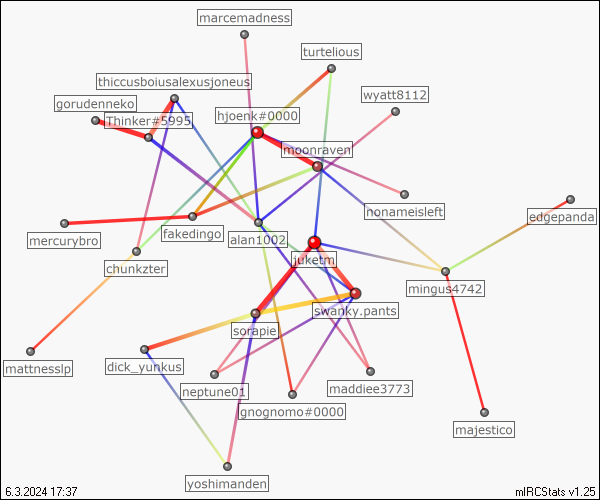 marcemadness
turtelious
thiccusboiusalexusjoneus
wyatt8112
gorudenneko
Thinker#5995
hjoenk#0000
moonraven
nonameisleft
edgepanda
mercurybro
fakedingo
alan1002
chunkzter
juketm
mingus4742
swanky.pants
sorapie
mattnesslp
dick_yunkus
neptune01
maddiee3773
gnognomo#0000
majestico
yoshimanden
6.3.2024 17:37
mIRCStats v1.25